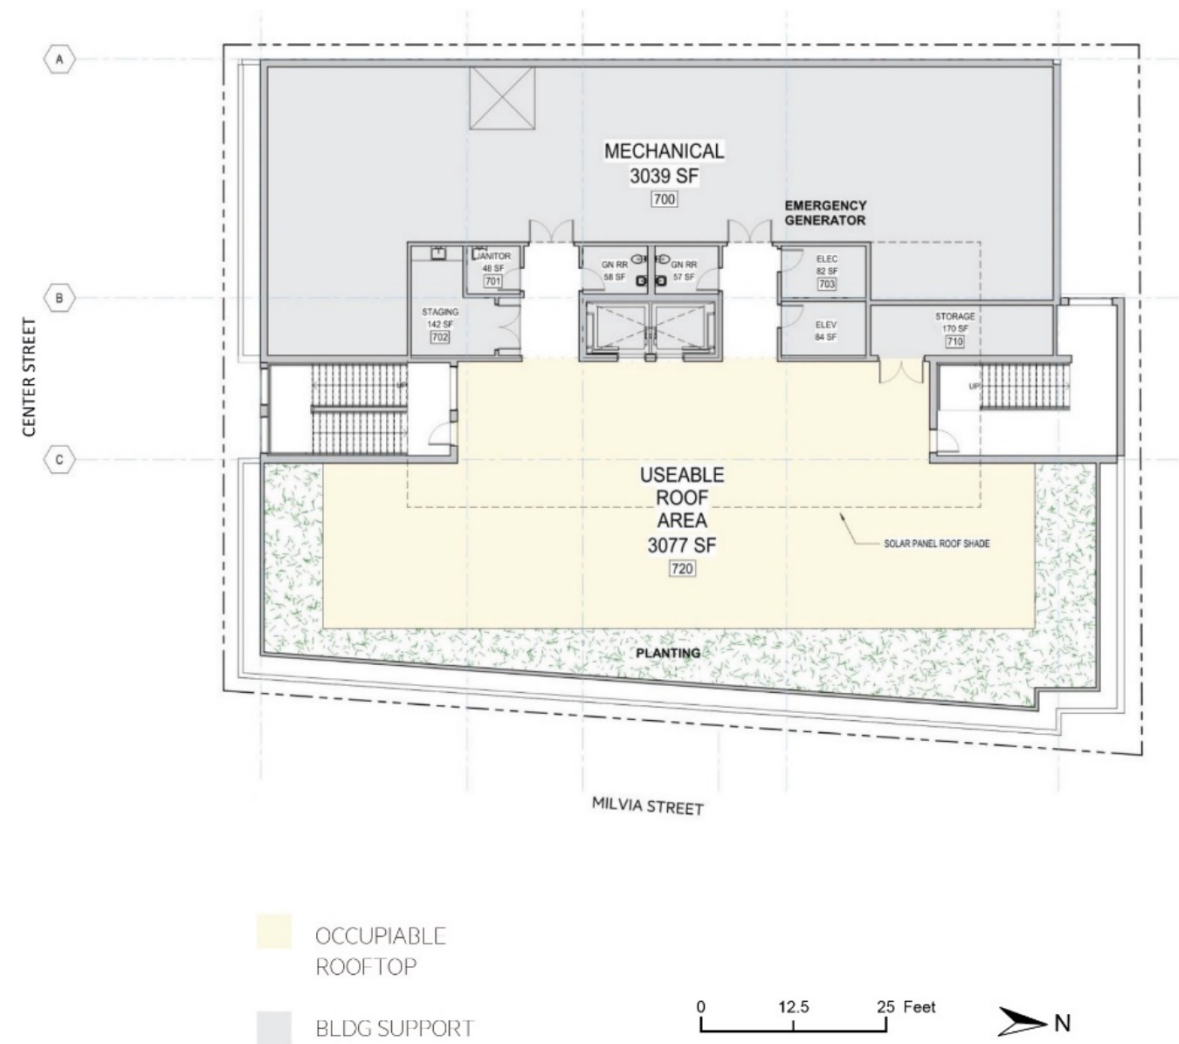 A
MECHANICAL
3039 SF
700
EMERGENCY
GENERATOR
JANITOR
48 SF
701
GN RR
58 SF
GN RR
57 SF
ELEC
82 SF
703
B
STAGING
142 SF
702
ELEV
84 SF
STORAGE
170 SF
710
CENTER STREET
UP
UP
C
USEABLE
ROOF
AREA
3077 SF
720
SOLAR PANEL ROOF SHADE
PLANTING
MILVIA STREET
OCCUPIABLE
ROOFTOP
BLDG SUPPORT
0 12.5 25 Feet
N